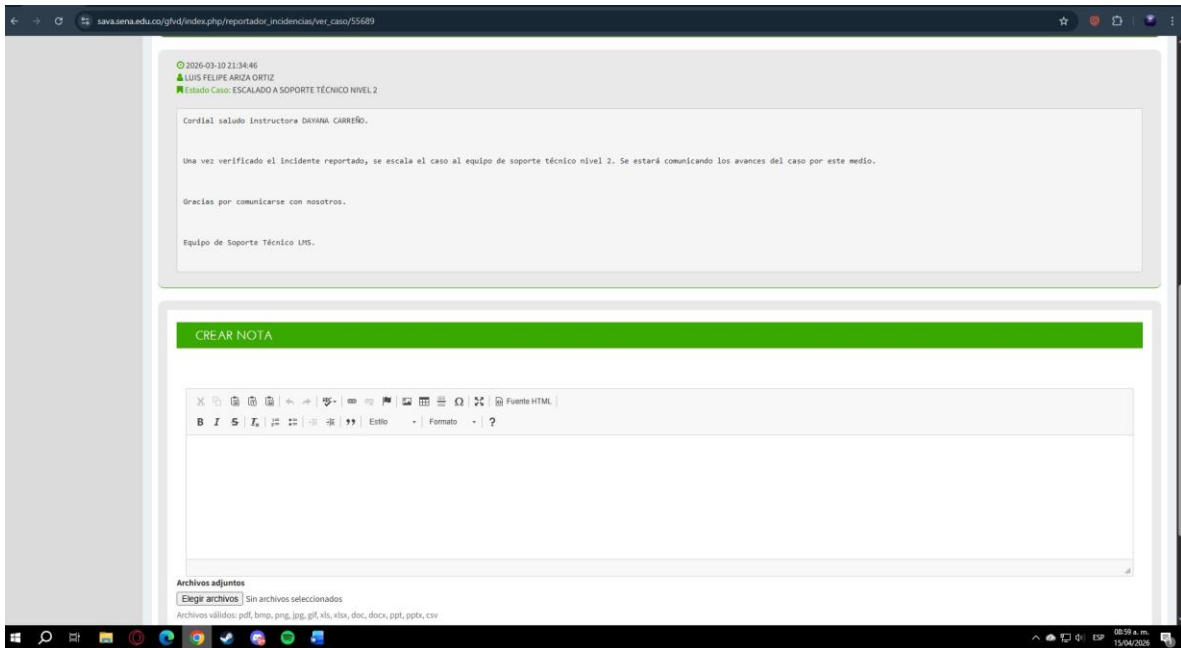 sava.sena.edu.co/gfvd/index.php/reportador_incidencias/ver_caso/55689
2026-03-10 21:34:46
LUIS FELIPE ARIZA ORTIZ
Estado Caso: ESCALADO A SOPORTE TÉCNICO NIVEL 2
Cordial saludo instructora DAYANA CARREÑO.
Una vez verificado el incidente reportado, se escala el caso al equipo de soporte técnico nivel 2. Se estará comunicando los avances del caso por este medio.
Gracias por comunicarse con nosotros.
Equipo de Soporte Técnico LMS.
CREAR NOTA
Fuente HTML
B I S Tx Estilo Formato ?
Archivos adjuntos
Elegir archivos Sin archivos seleccionados
Archivos válidos: pdf, bmp, png, jpg, gif, xls, xlsx, doc, docx, ppt, pptx, csv
ESP 08:59 a. m.
15/04/2026